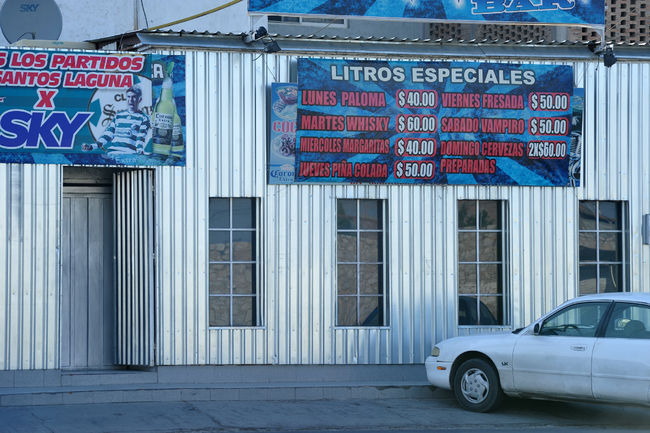 SKY
BAR
S LOS PARTIDOS
SANTOS LAGUNA
X
SKY
Corona
LITROS ESPECIALES
LUNES PALOMA $40.00
MARTES WHISKY $60.00
MIERCOLES MARGARITAS $40.00
JUEVES PIÑA COLADA $50.00
VIERNES FRESADA $50.00
SABADO VAMPIRO $50.00
DOMINGO CERVEZAS 2X$60.00
PREPARADAS